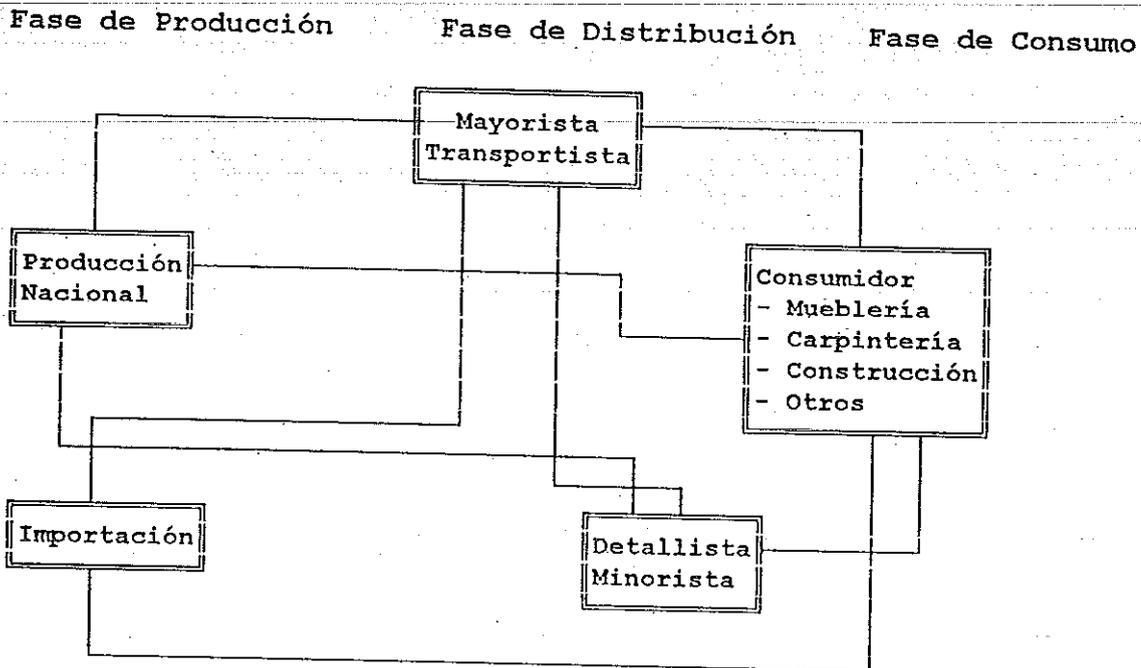 Fase de Producción
Fase de Distribución
Fase de Consumo
Mayorista
Transportista
Producción
Nacional
Consumidor
- Mueblería
- Carpintería
- Construcción
- Otros
Importación
Detallista
Minorista